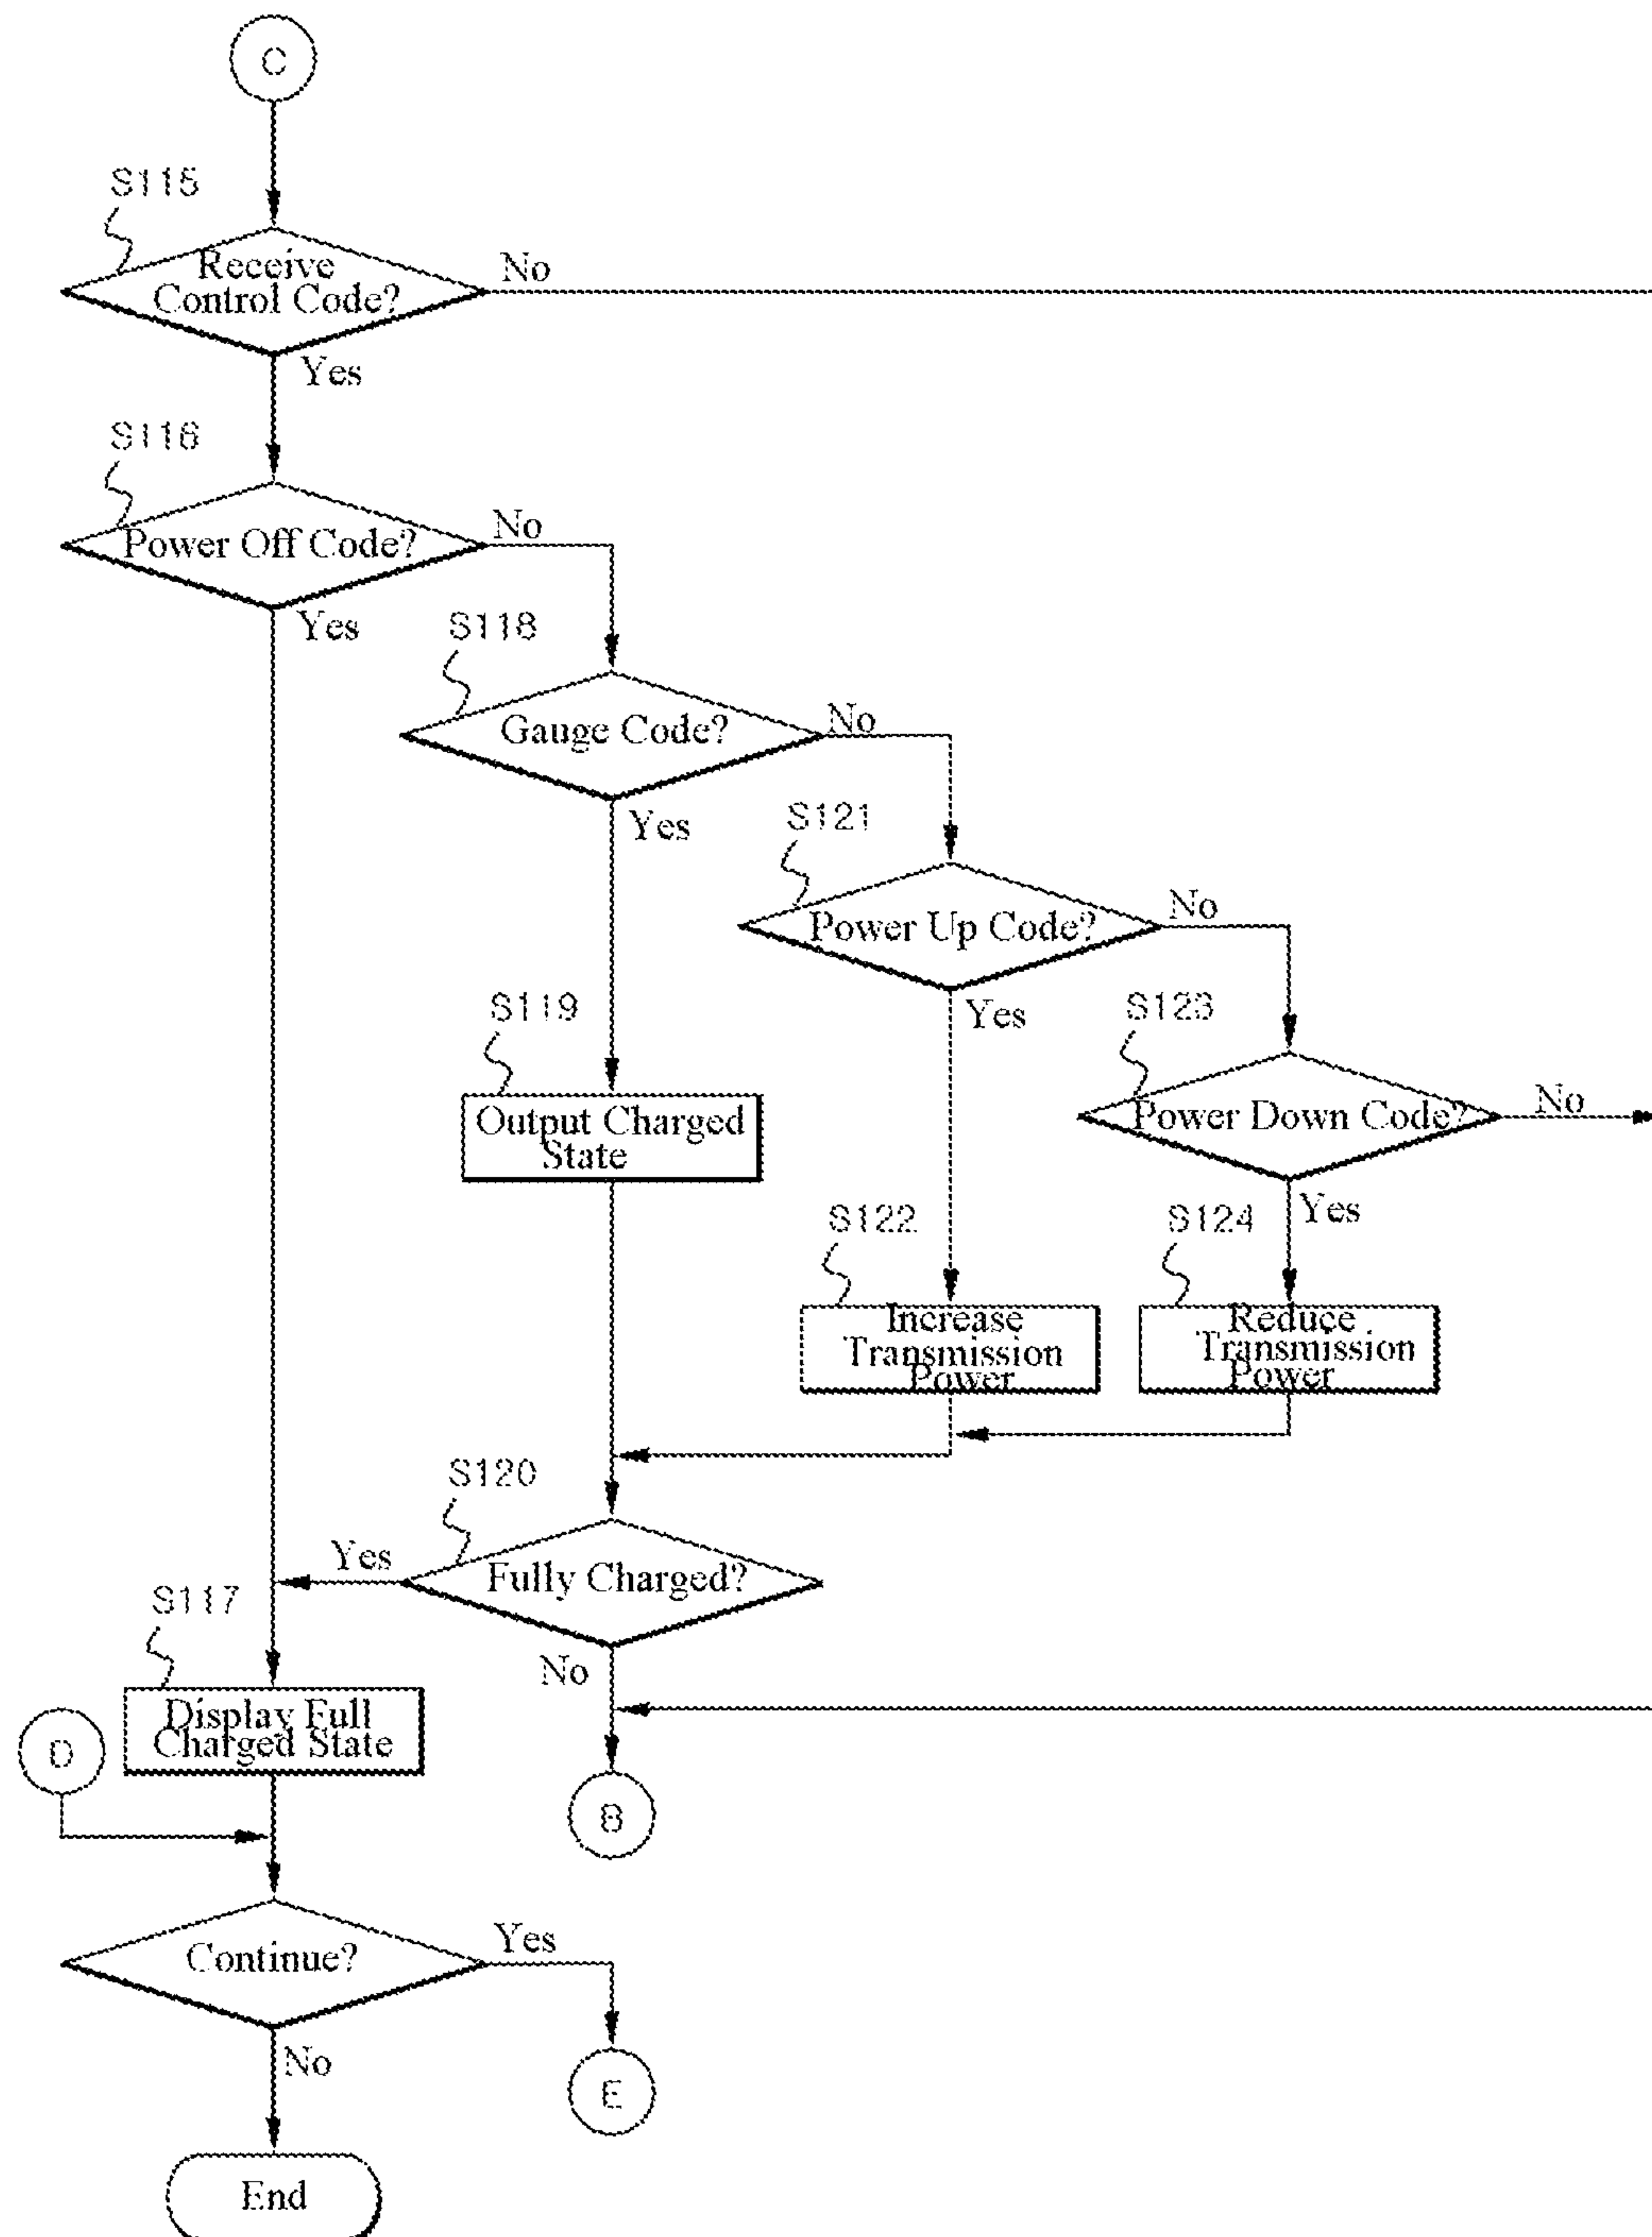 C
S115
Receive
Control Code?
No
Yes
S116
Power Off Code?
No
Yes
S118
Gauge Code?
No
Yes
S121
Power Up Code?
No
Yes
S119
Output Charged
State
S123
Power Down Code?
No
Yes
S122
Increase
Transmission
Power
S124
Reduce
Transmission
Power
S120
Fully Charged?
Yes
No
S117
Display Full
Charged State
D
B
Continue?
Yes
No
E
End